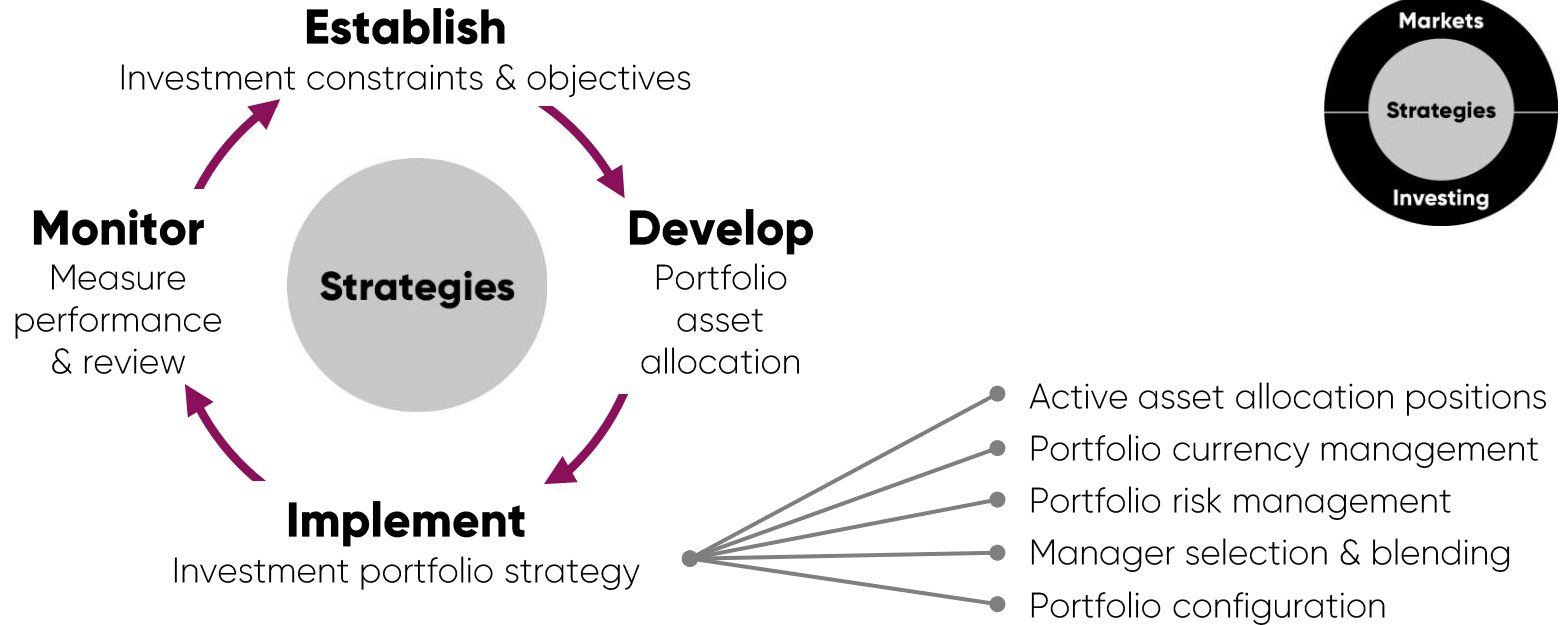 Establish
Investment constraints & objectives
Markets
Strategies
Investing
Monitor
Measure
performance
& review
Strategies
Develop
Portfolio
asset
allocation
Implement
Investment portfolio strategy
Active asset allocation positions
Portfolio currency management
Portfolio risk management
Manager selection & blending
Portfolio configuration